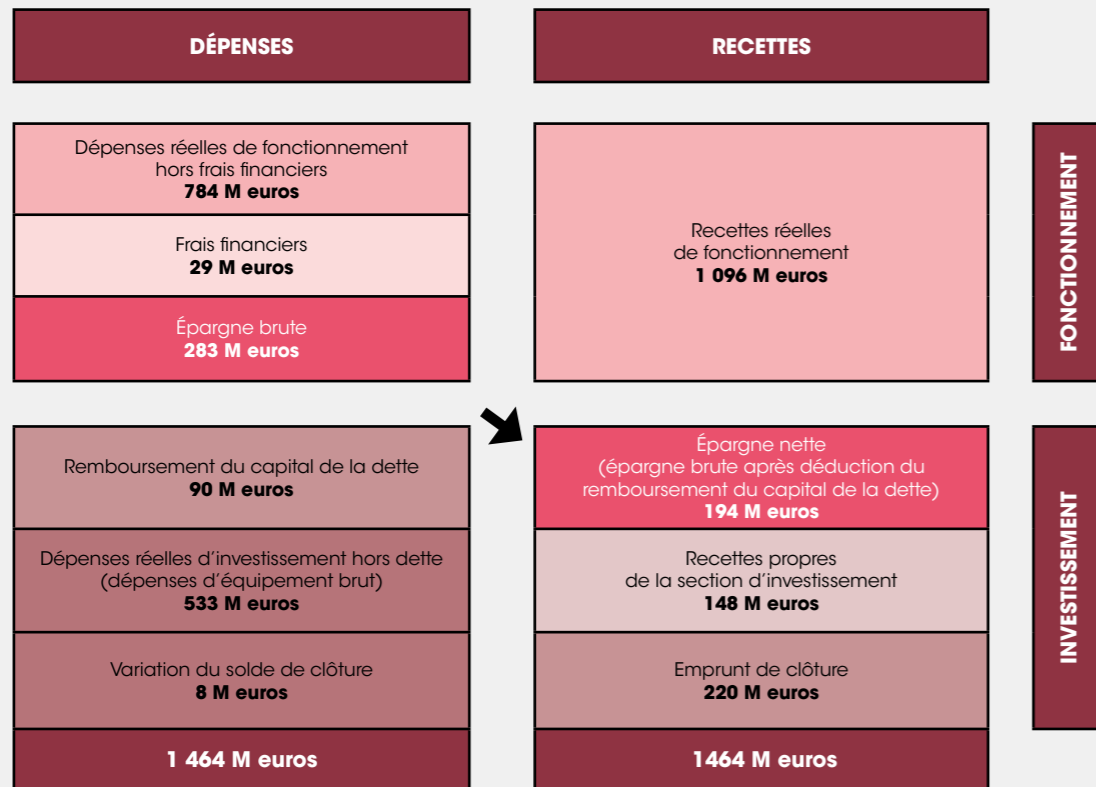 DÉPENSES
RECETTES
Dépenses réelles de fonctionnement
hors frais financiers
784 M euros
Frais financiers
29 M euros
Épargne brute
283 M euros
Recettes réelles
de fonctionnement
1 096 M euros
FONCTIONNEMENT
Remboursement du capital de la dette
90 M euros
Dépenses réelles d'investissement hors dette
(dépenses d'équipement brut)
533 M euros
Variation du solde de clôture
8 M euros
1 464 M euros
Épargne nette
(épargne brute après déduction du
remboursement du capital de la dette)
194 M euros
Recettes propres
de la section d'investissement
148 M euros
Emprunt de clôture
220 M euros
1464 M euros
INVESTISSEMENT